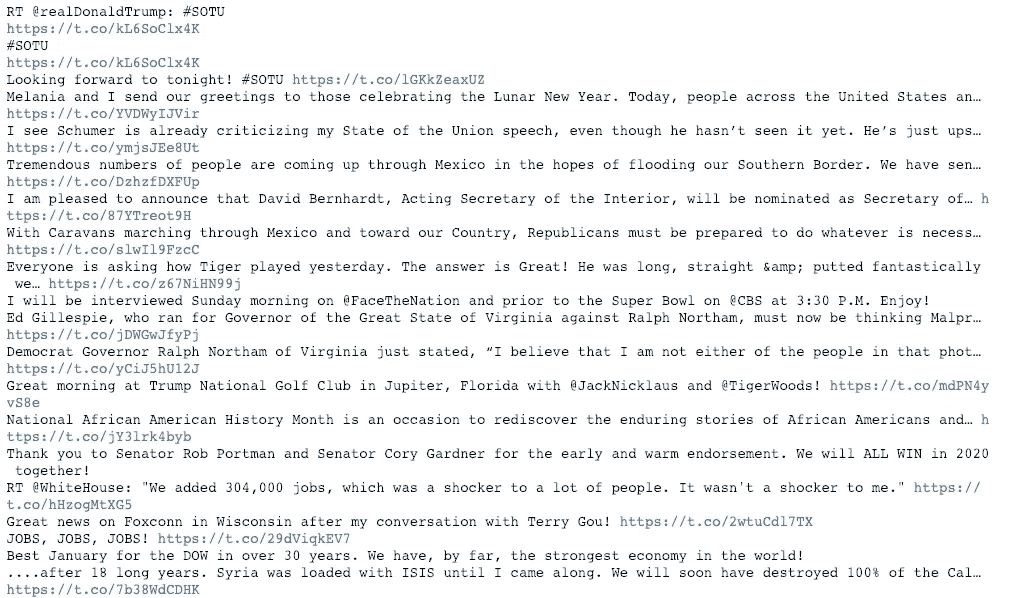 RT @realDonaldTrump: #SOTU
https://t.co/kL6SoClx4K
#SOTU
https://t.co/kL6SoClx4K
Looking forward to tonight! #SOTU https://t.co/lGKkZeaxUZ
Melania and I send our greetings to those celebrating the Lunar New Year. Today, people across the United States an…
https://t.co/YVDWyIJVir
I see Schumer is already criticizing my State of the Union speech, even though he hasn’t seen it yet. He’s just ups…
https://t.co/ymjsJEe8Ut
Tremendous numbers of people are coming up through Mexico in the hopes of flooding our Southern Border. We have sen…
https://t.co/DzhzfDXFUp
I am pleased to announce that David Bernhardt, Acting Secretary of the Interior, will be nominated as Secretary of… h
ttps://t.co/87YTreot9H
With Caravans marching through Mexico and toward our Country, Republicans must be prepared to do whatever is necess…
https://t.co/slwIl9FzcC
Everyone is asking how Tiger played yesterday. The answer is Great! He was long, straight &amp; putted fantastically
we… https://t.co/z67NiHN99j
I will be interviewed Sunday morning on @FaceTheNation and prior to the Super Bowl on @CBS at 3:30 P.M. Enjoy!
Ed Gillespie, who ran for Governor of the Great State of Virginia against Ralph Northam, must now be thinking Malpr…
https://t.co/jDWGwJfyPj
Democrat Governor Ralph Northam of Virginia just stated, “I believe that I am not either of the people in that phot…
https://t.co/yCiJ5hU12J
Great morning at Trump National Golf Club in Jupiter, Florida with @JackNicklaus and @TigerWoods! https://t.co/mdPN4y
vS8e
National African American History Month is an occasion to rediscover the enduring stories of African Americans and… h
ttps://t.co/jY3lrk4byb
Thank you to Senator Rob Portman and Senator Cory Gardner for the early and warm endorsement. We will ALL WIN in 2020
together!
RT @WhiteHouse: "We added 304,000 jobs, which was a shocker to a lot of people. It wasn't a shocker to me." https://
t.co/hHzogMtXG5
Great news on Foxconn in Wisconsin after my conversation with Terry Gou! https://t.co/2wtuCdl7TX
JOBS, JOBS, JOBS! https://t.co/29dViqkEV7
Best January for the DOW in over 30 years. We have, by far, the strongest economy in the world!
....after 18 long years. Syria was loaded with ISIS until I came along. We will soon have destroyed 100% of the Cal…
https://t.co/7b38WdCDHK